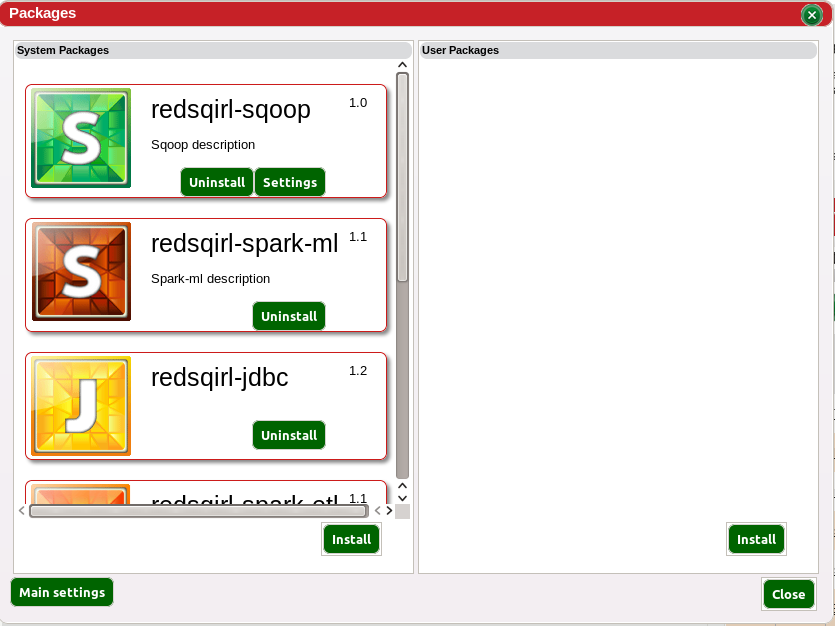 Packages
System Packages
redsqirl-sqoop 1.0
Sqoop description
Uninstall Settings
redsqirl-spark-ml 1.1
Spark-ml description
Uninstall
redsqirl-jdbc 1.2
Uninstall
redsqirl-spark-etl 1.1
Install
User Packages
Install
Main settings
Close
S
S
J